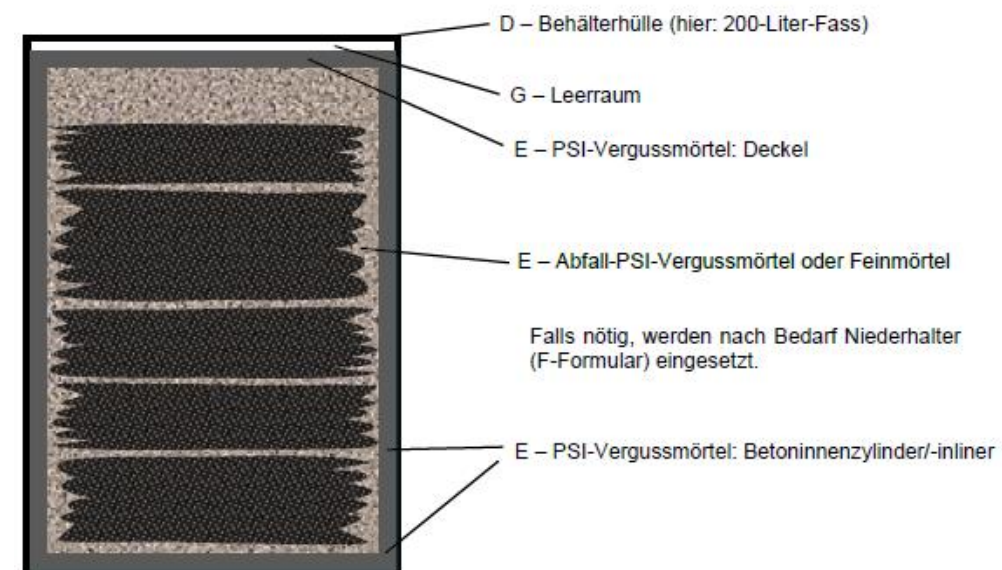 D – Behälterhülle (hier: 200-Liter-Fass)
G – Leerraum
E – PSI-Vergussmörtel: Deckel
E – Abfall-PSI-Vergussmörtel oder Feinmörtel
Falls nötig, werden nach Bedarf Niederhalter
(F-Formular) eingesetzt.
E – PSI-Vergussmörtel: Betoninnenzylinder/-inliner